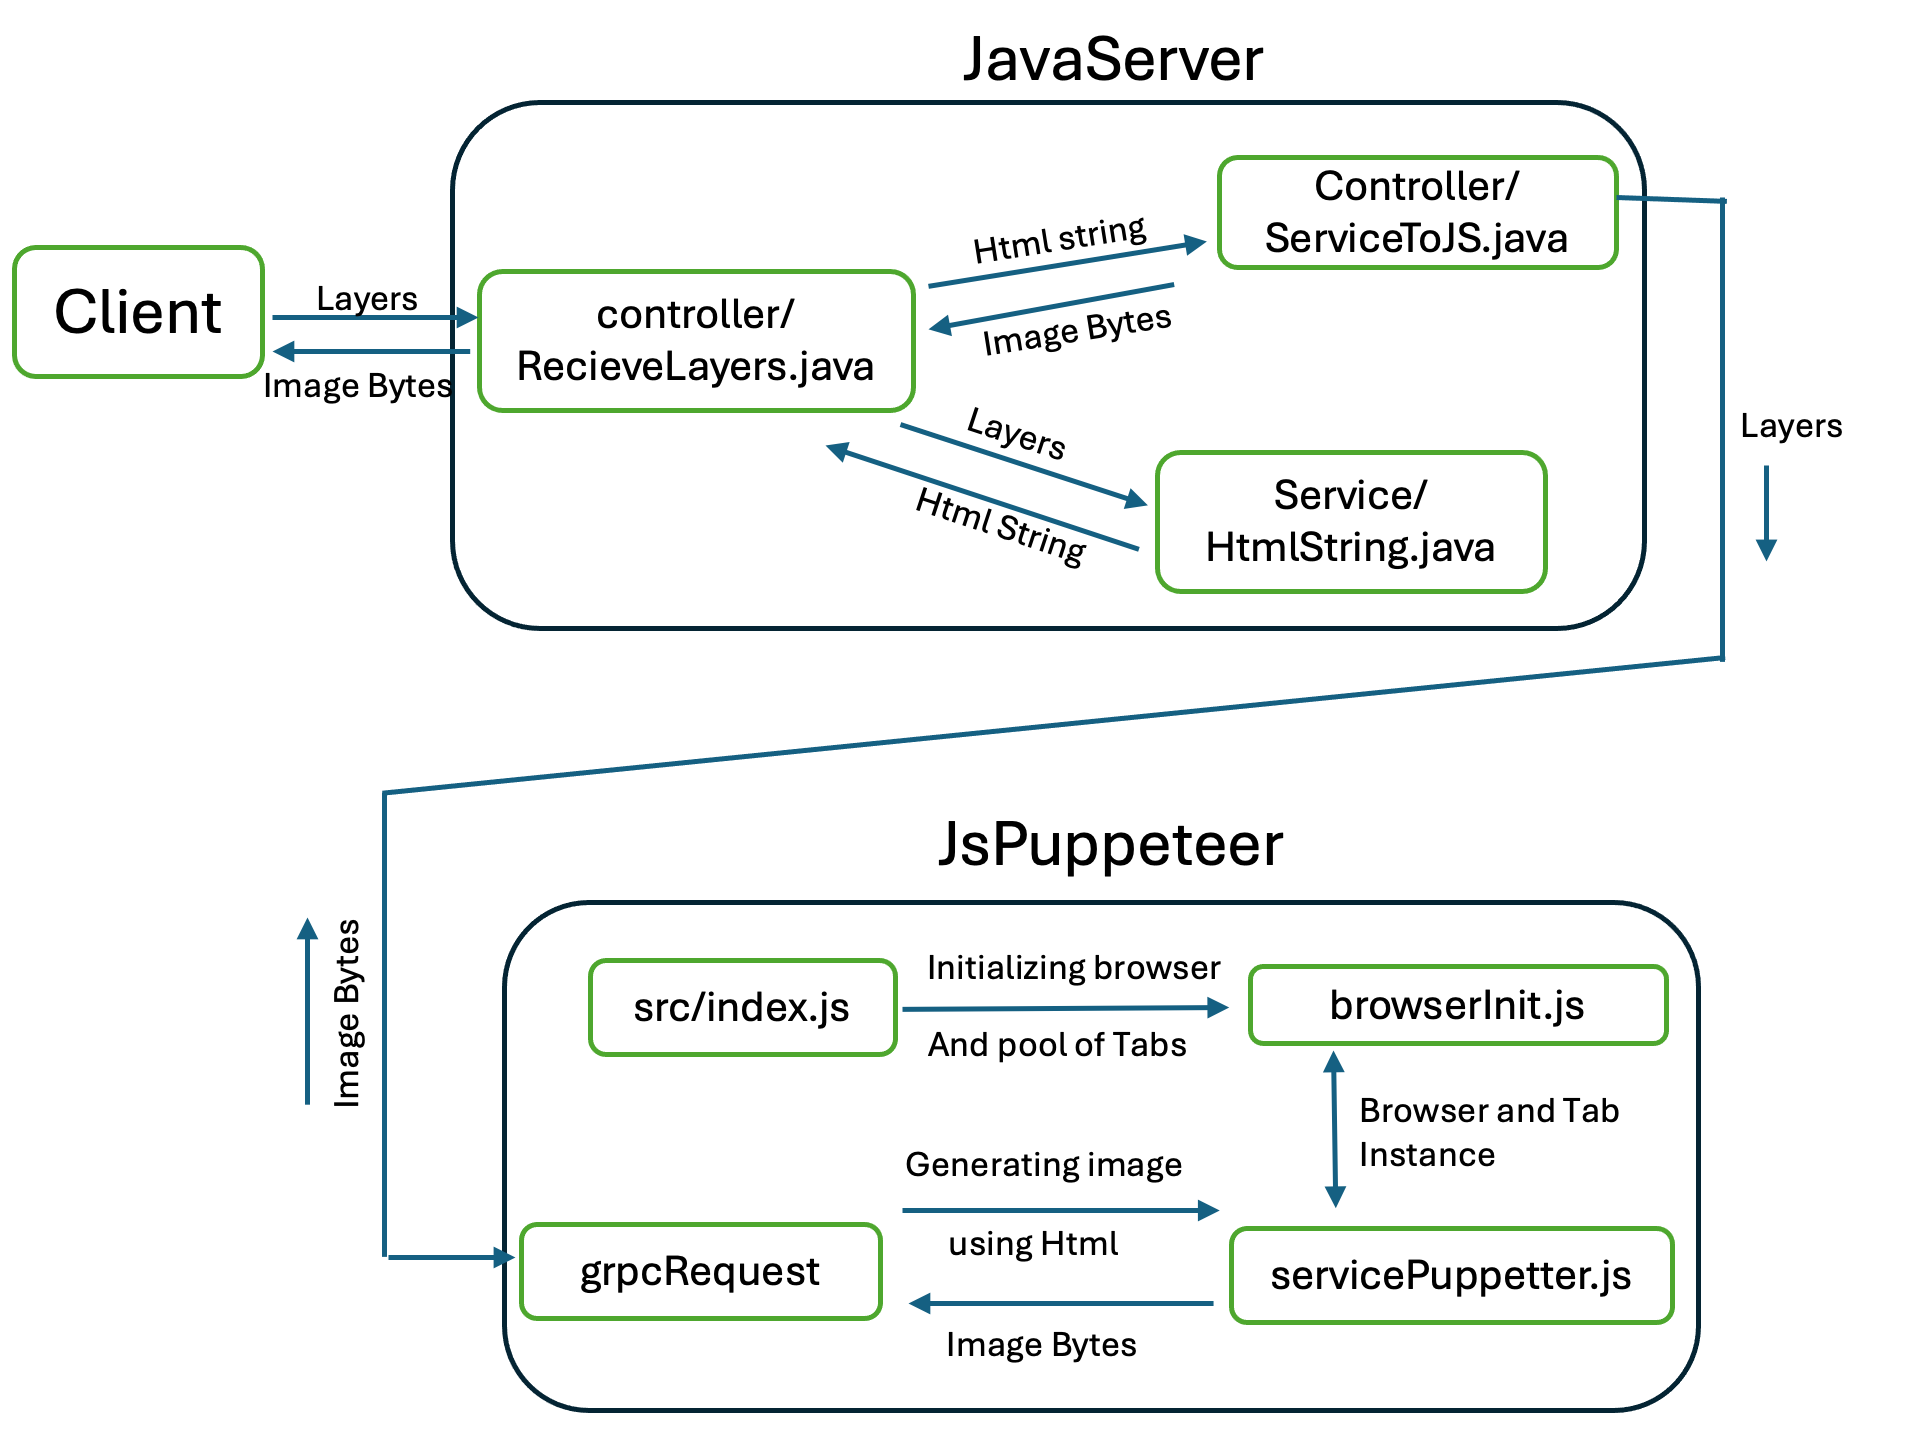 JavaServer
Controller/
ServiceToJS.java
Html string
Client
Layers
controller/
RecieveLayers.java
Image Bytes
Image Bytes
Layers
Layers
Html String
Service/
HtmlString.java
JsPuppeteer
Image Bytes
src/index.js
Initializing browser
And pool of Tabs
browserInit.js
Browser and Tab
Instance
Generating image
using Html
grpcRequest
servicePuppetter.js
Image Bytes